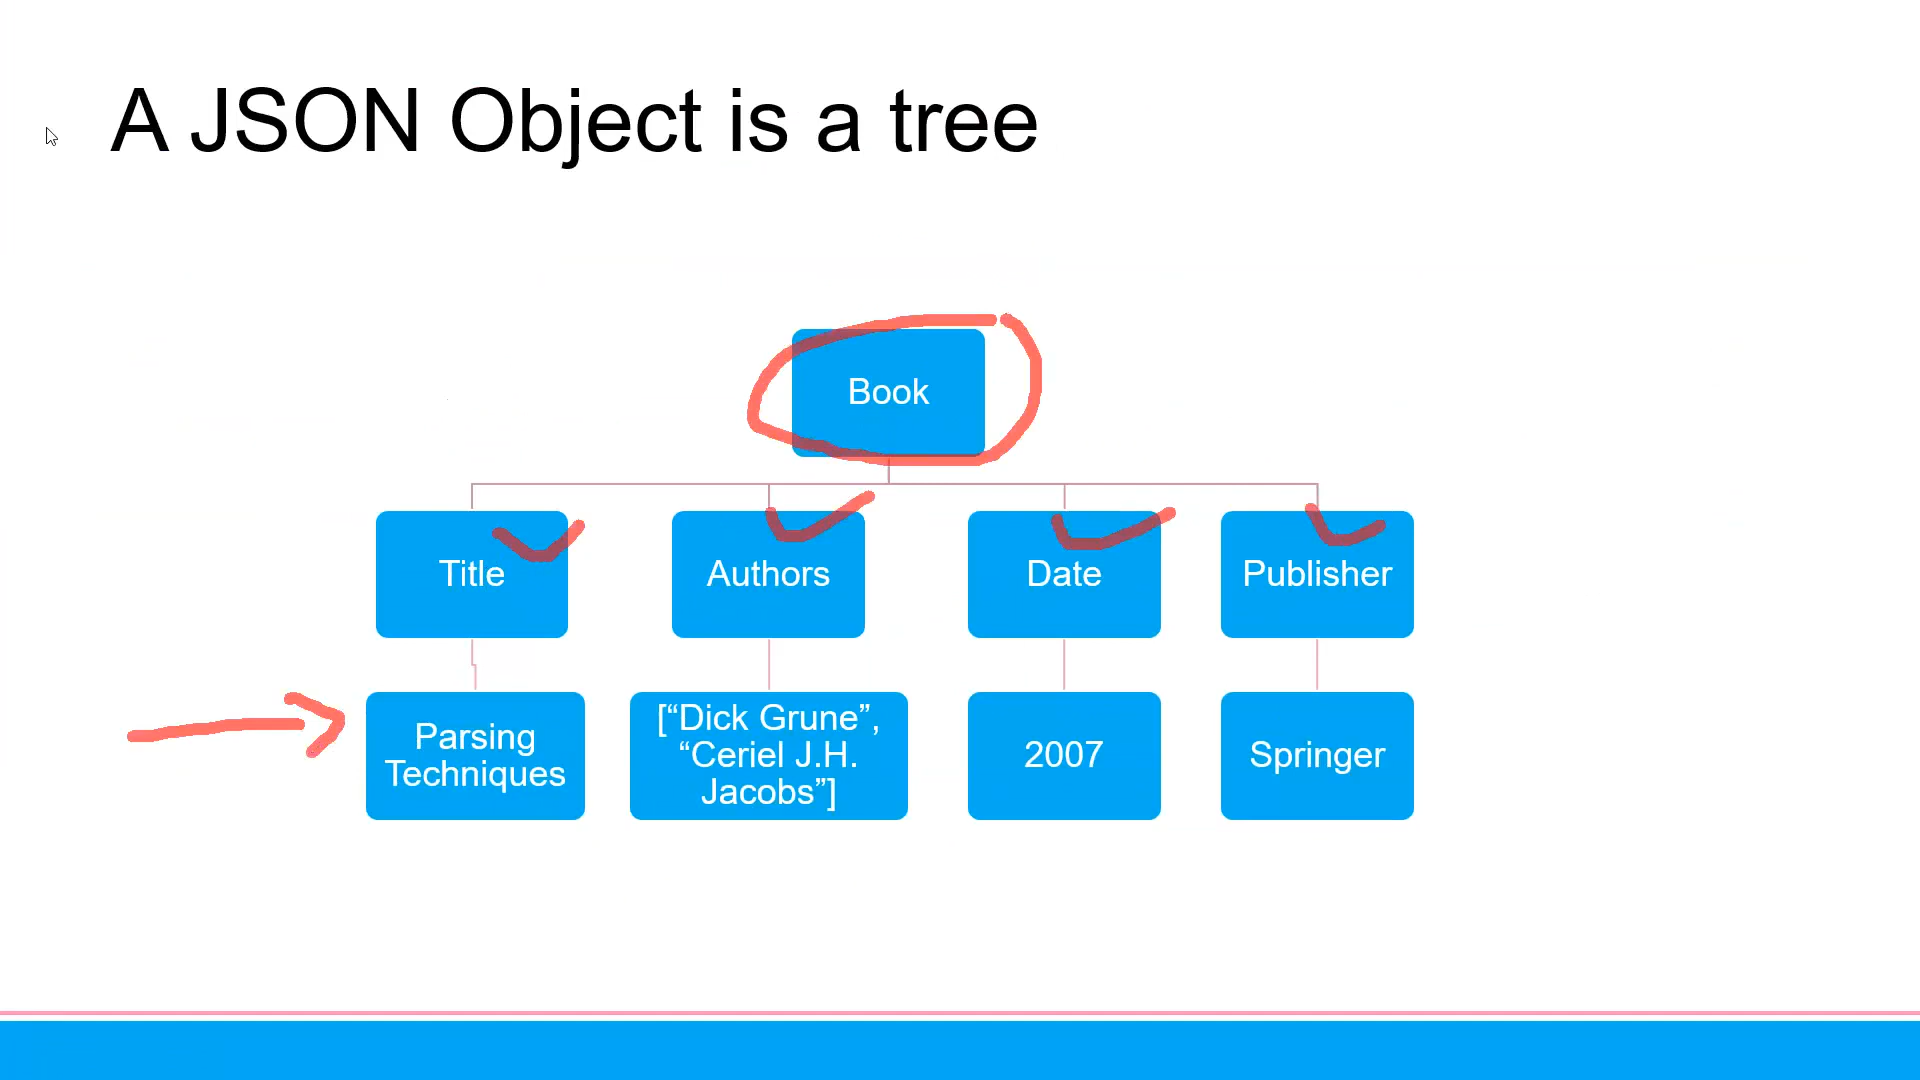 A JSON Object is a tree
Book
Title
Authors
Date
Publisher
Parsing
Techniques
[“Dick Grune”,
“Ceriel J.H.
Jacobs”]
2007
Springer